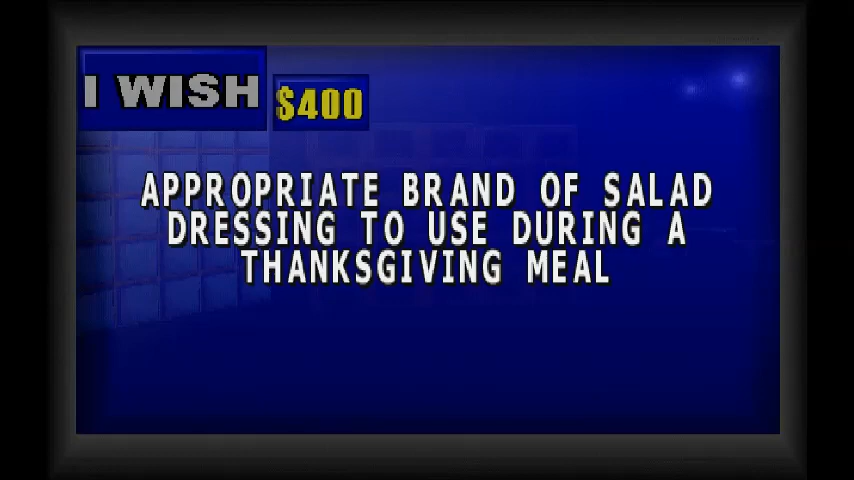 I WISH
$400
APPROPRIATE BRAND OF SALAD
DRESSING TO USE DURING A
THANKSGIVING MEAL